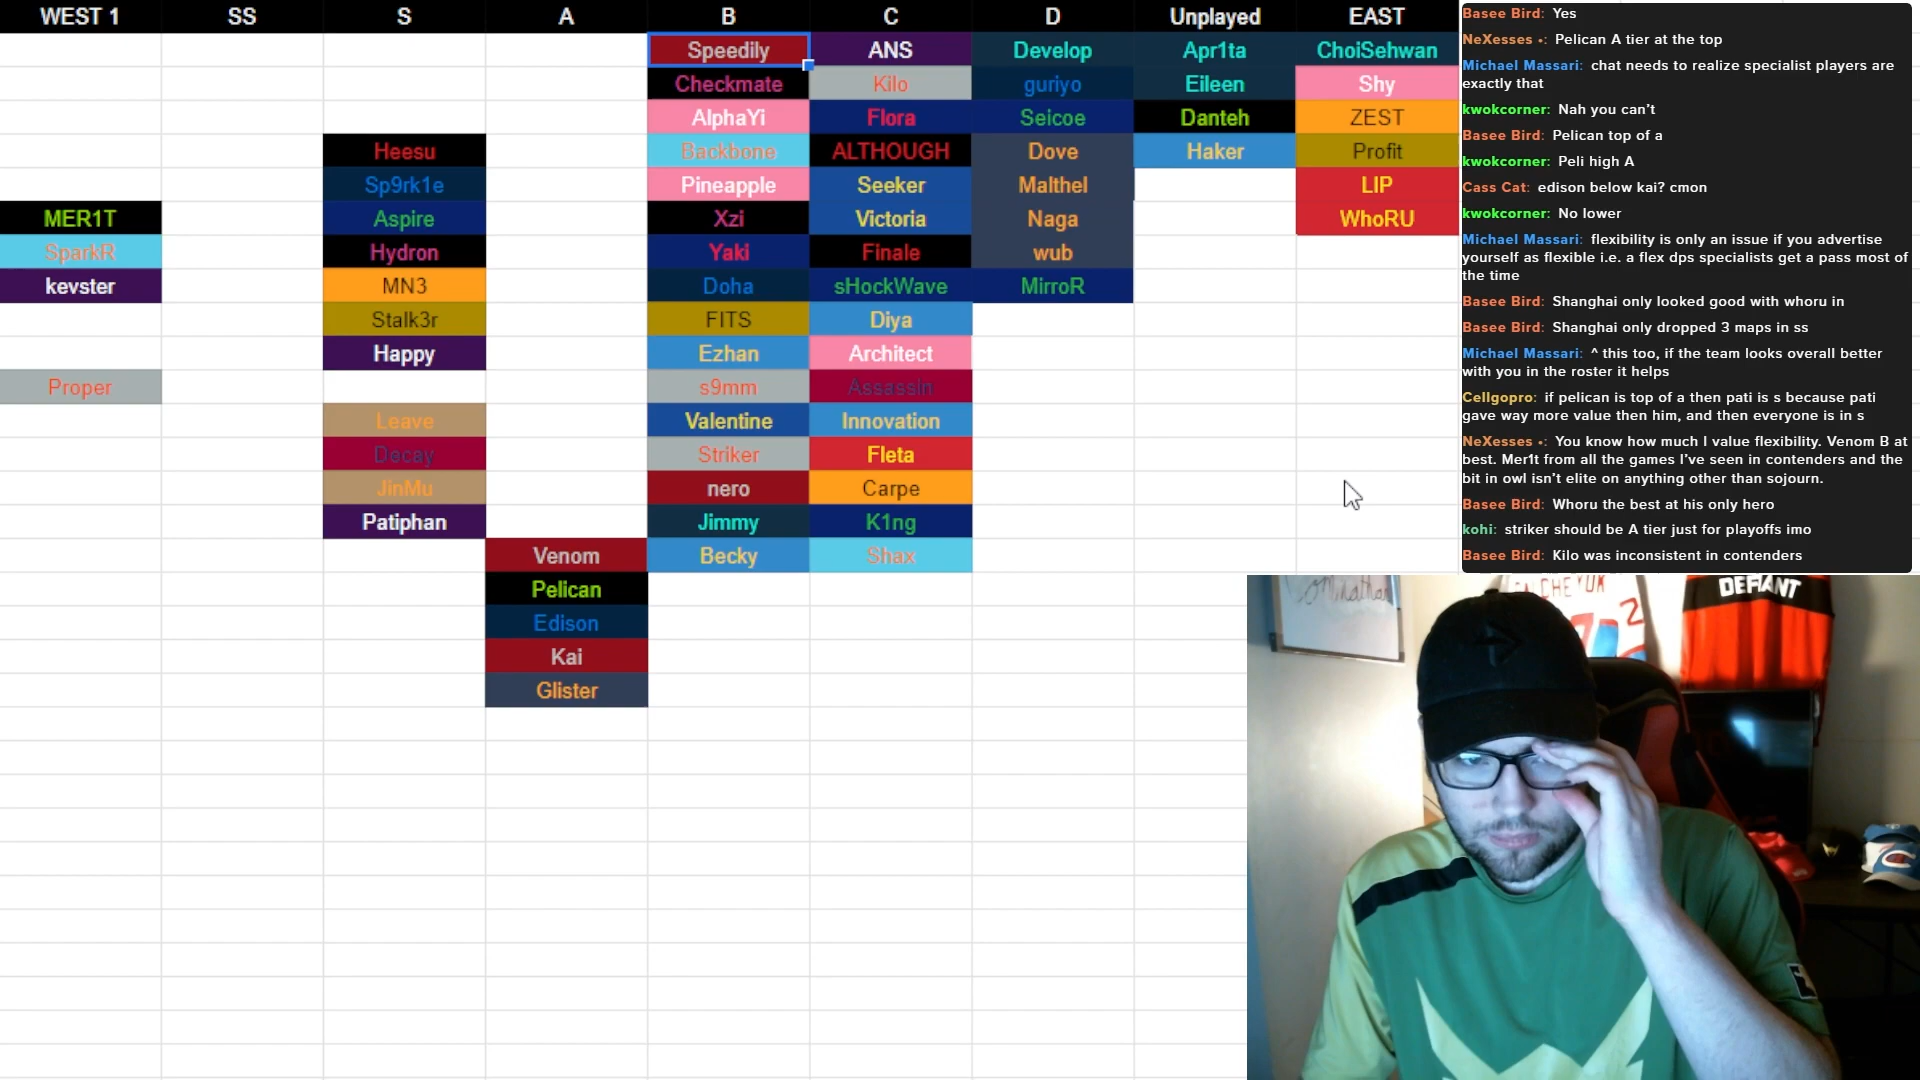 WEST 1 SS S A B C D Unplayed EAST
Speedily ANS Develop Apr1ta ChoiSehwan
Checkmate Kilo guriyo Eileen Shy
AlphaYi Flora Seicoe Danteh ZEST
Heesu Backbone ALTHOUGH Dove Haker Profit
Sp9rk1e Pineapple Seeker Malthel LIP
MER1T Aspire Xzi Victoria Naga WhoRU
SparkR Hydron Yaki Finale wub
kevster MN3 Doha sHockWave MirroR
Stalk3r FITS Diya
Happy Ezhan Architect
Proper s9mm Assassin
Leave Valentine Innovation
Decay Striker Fleta
JinMu nero Carpe
Patiphan Jimmy K1ng
Venom Becky Shax
Pelican
Edison
Kai
Glister
Basee Bird: Yes
NeXesses •: Pelican A tier at the top
Michael Massari: chat needs to realize specialist players are
exactly that
kwokcorner: Nah you can't
Basee Bird: Pelican top of a
kwokcorner: Peli high A
Cass Cat: edison below kai? cmon
kwokcorner: No lower
Michael Massari: flexibility is only an issue if you advertise
yourself as flexible i.e. a flex dps specialists get a pass most of
the time
Basee Bird: Shanghai only looked good with whoru in
Basee Bird: Shanghai only dropped 3 maps in ss
Michael Massari: ^ this too, if the team looks overall better
with you in the roster it helps
Cellgopro: if pelican is top of a then pati is s because pati
gave way more value then him, and then everyone is in s
NeXesses •: You know how much I value flexibility. Venom B at
best. Mer1t from all the games I've seen in contenders and the
bit in owl isn't elite on anything other than sojourn.
Basee Bird: Whoru the best at his only hero
kohi: striker should be A tier just for playoffs imo
Basee Bird: Kilo was inconsistent in contenders
DEFIANT